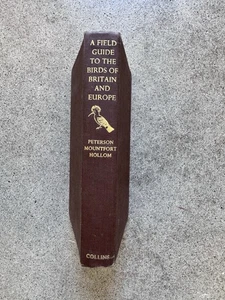 A FIELD
GUIDE
TO THE
BIRDS OF
BRITAIN
AND
EUROPE
PETERSON
MOUNTFORT
HOLLOM
COLLINS